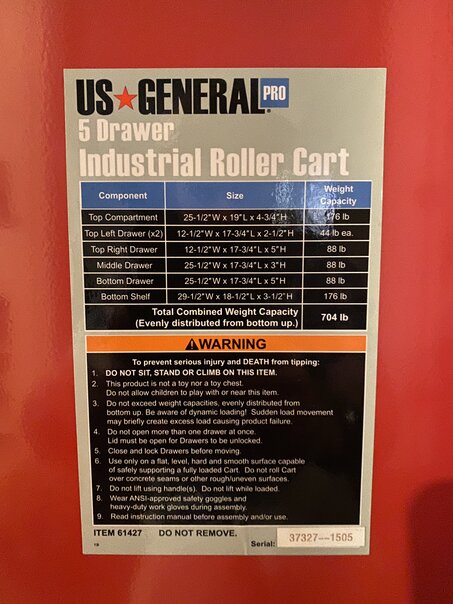 US★GENERAL® PRO
5 Drawer
Industrial Roller Cart
Component Size Weight Capacity
Top Compartment 25-1/2"W x 19"L x 4-3/4"H 176 lb
Top Left Drawer (x2) 12-1/2"W x 17-3/4"L x 2-1/2"H 44 lb ea.
Top Right Drawer 12-1/2"W x 17-3/4"L x 5"H 88 lb
Middle Drawer 25-1/2"W x 17-3/4"L x 3"H 88 lb
Bottom Drawer 25-1/2"W x 17-3/4"L x 5"H 88 lb
Bottom Shelf 29-1/2"W x 18-1/2"L x 3-1/2"H 176 lb
Total Combined Weight Capacity
(Evenly distributed from bottom up.) 704 lb
⚠WARNING
To prevent serious injury and DEATH from tipping:
1. DO NOT SIT, STAND OR CLIMB ON THIS ITEM.
2. This product is not a toy nor a toy chest.
Do not allow children to play with or near this item.
3. Do not exceed weight capacities, evenly distributed from
bottom up. Be aware of dynamic loading! Sudden load movement
may briefly create excess load causing product failure.
4. Do not open more than one drawer at once.
Lid must be open for Drawers to be unlocked.
5. Close and lock Drawers before moving.
6. Use only on a flat, level, hard and smooth surface capable
of safely supporting a fully loaded Cart. Do not roll Cart
over concrete seams or other rough/uneven surfaces.
7. Do not lift using handle(s). Do not lift while loaded.
8. Wear ANSI-approved safety goggles and
heavy-duty work gloves during assembly.
9. Read instruction manual before assembly and/or use.
ITEM 61427 DO NOT REMOVE.
Serial: 37327--1505